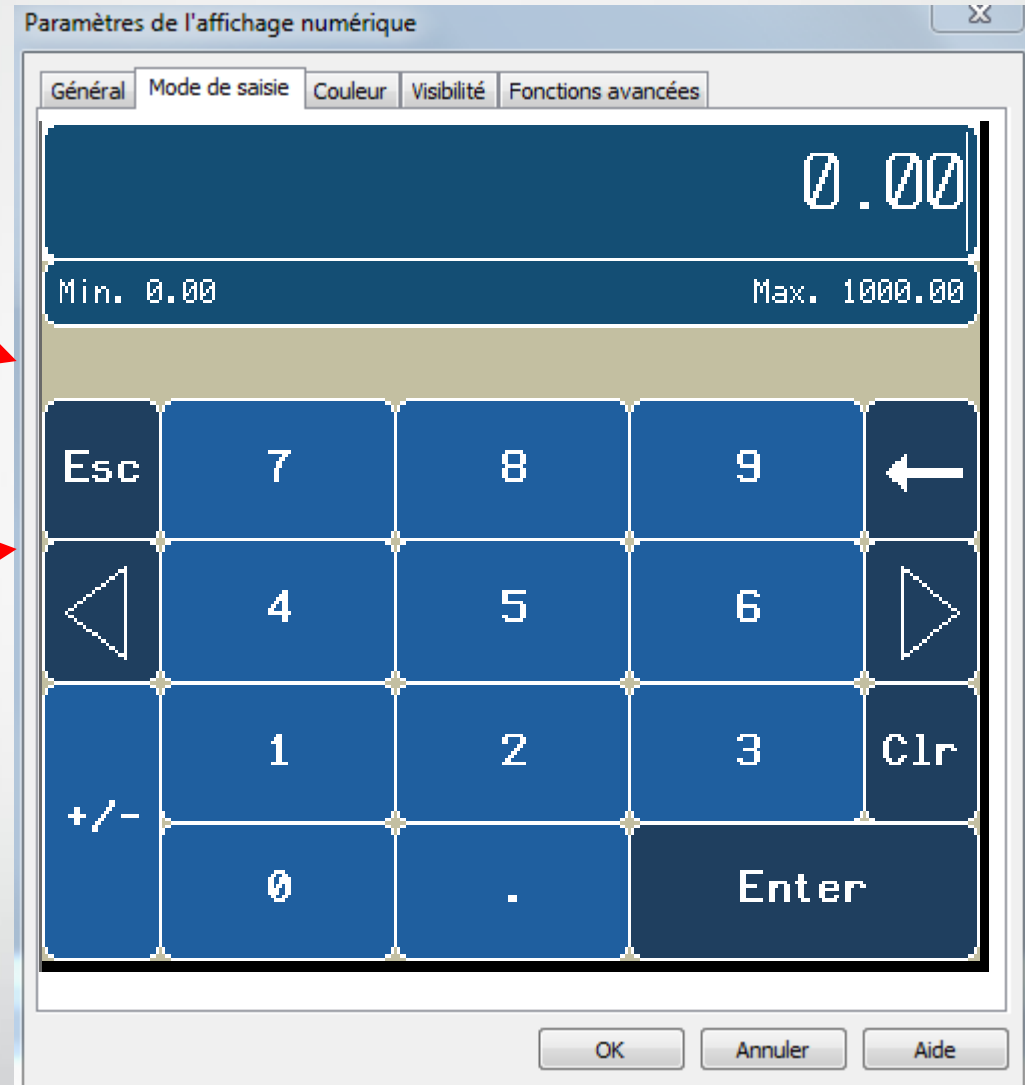 Paramètres de l'affichage numérique
Général Mode de saisie Couleur Visibilité Fonctions avancées
0.00
Min. 0.00 Max. 1000.00
Esc 7 8 9
4 5 6
1 2 3 Clr
+/-
0 . Enter
OK Annuler Aide